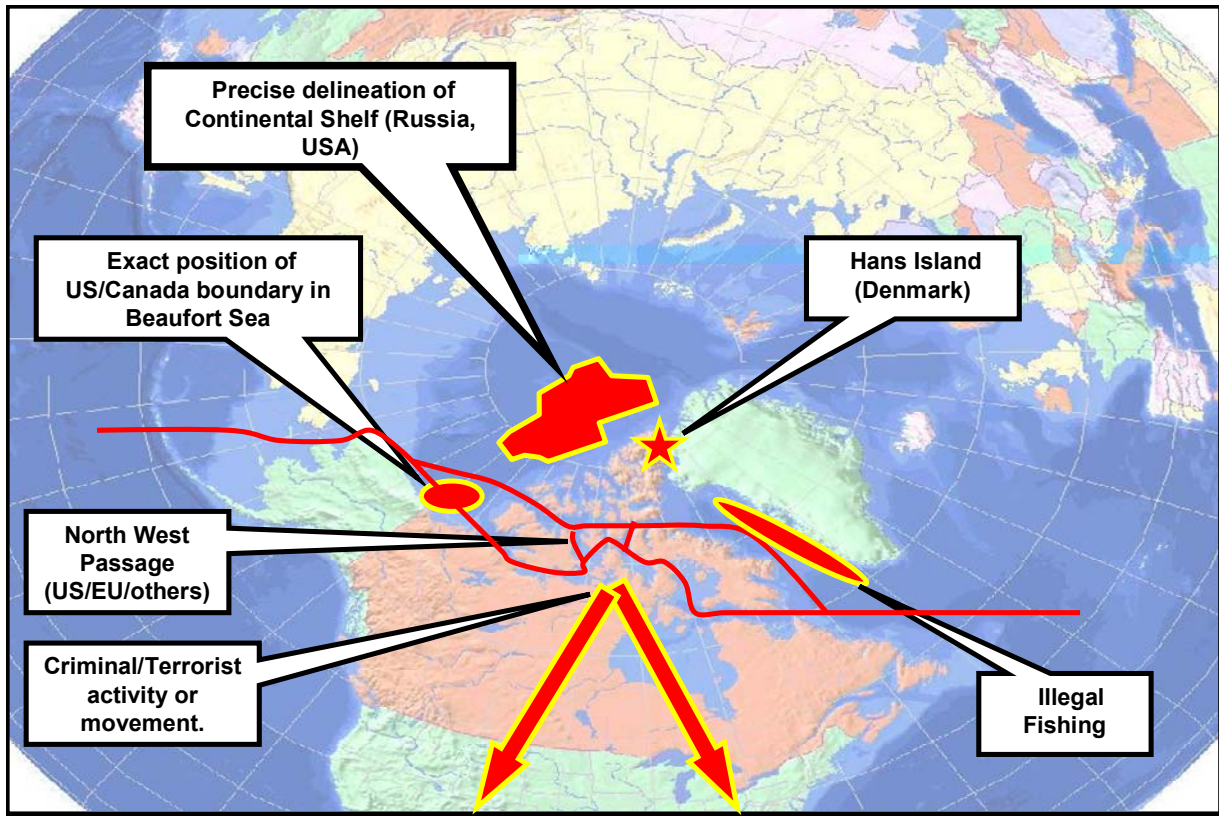 Precise delineation of
Continental Shelf (Russia,
USA)
Exact position of
US/Canada boundary in
Beaufort Sea
Hans Island
(Denmark)
North West
Passage
(US/EU/others)
Criminal/Terrorist
activity or
movement.
Illegal
Fishing